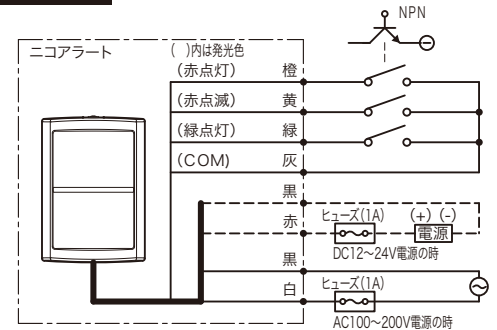 NPN
ニコアラート
(　)内は発光色
(赤点灯) 橙
(赤点滅) 黄
(緑点灯) 緑
(COM) 灰
黒
赤
ヒューズ(1A) (+) (-)
電源
DC12〜24V電源の時
黒
白
ヒューズ(1A)
AC100〜200V電源の時